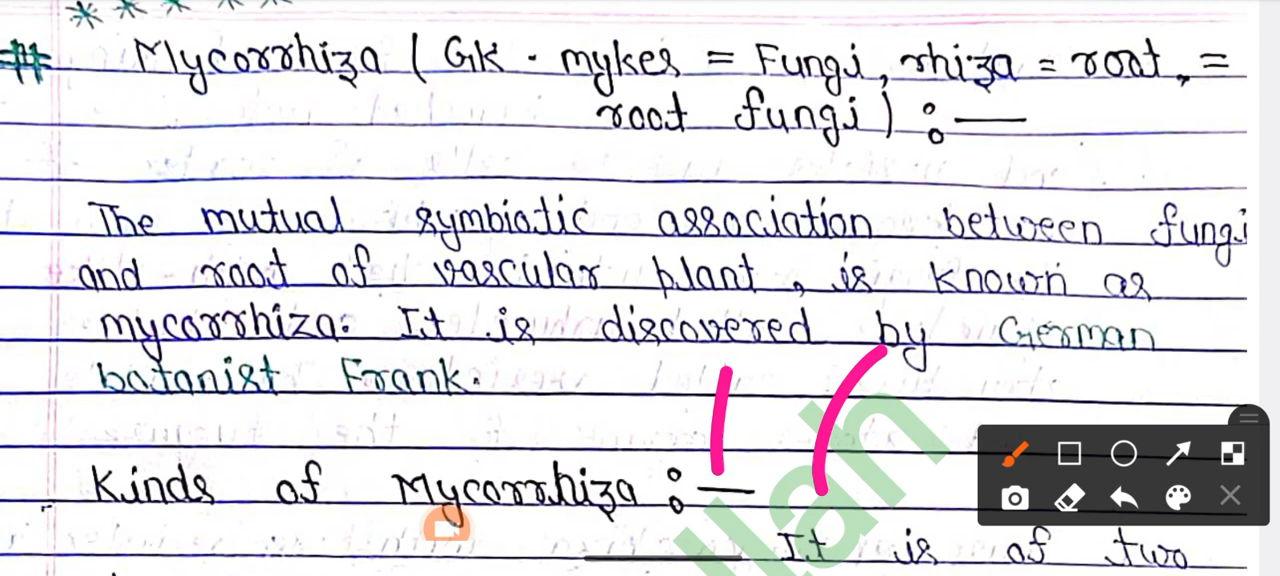 ****
# Mycorrhiza ( GK - mykes = Fungi, rhiza = root, =
root fungi) :—
The mutual symbiotic association between fungi
and root of vascular plant, is known as
mycorrhiza. It is discovered by German
botanist Frank.
Kinds of Mycorrhiza :—
It is of two